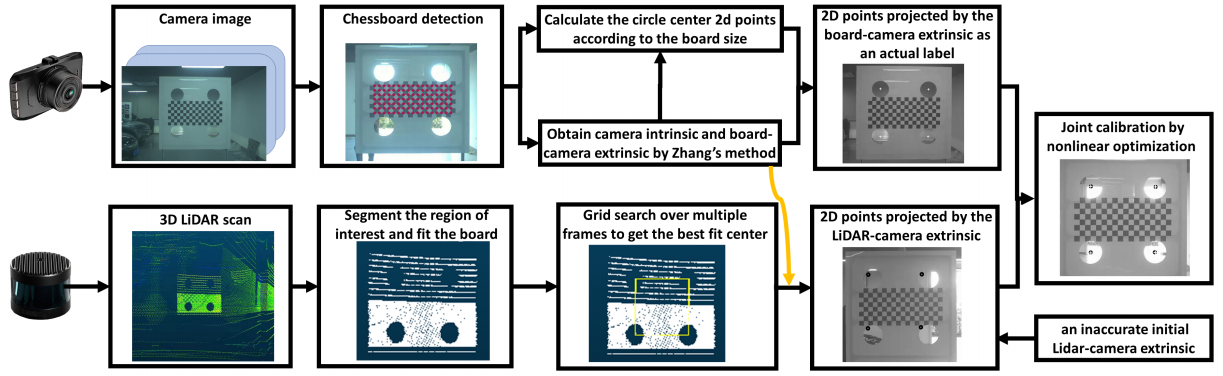 Camera image
Chessboard detection
Calculate the circle center 2d points
according to the board size
Obtain camera intrinsic and board-
camera extrinsic by Zhang's method
2D points projected by the
board-camera extrinsic as
an actual label
Joint calibration by
nonlinear optimization
3D LiDAR scan
Segment the region of
interest and fit the board
Grid search over multiple
frames to get the best fit center
2D points projected by the
LiDAR-camera extrinsic
an inaccurate initial
Lidar-camera extrinsic